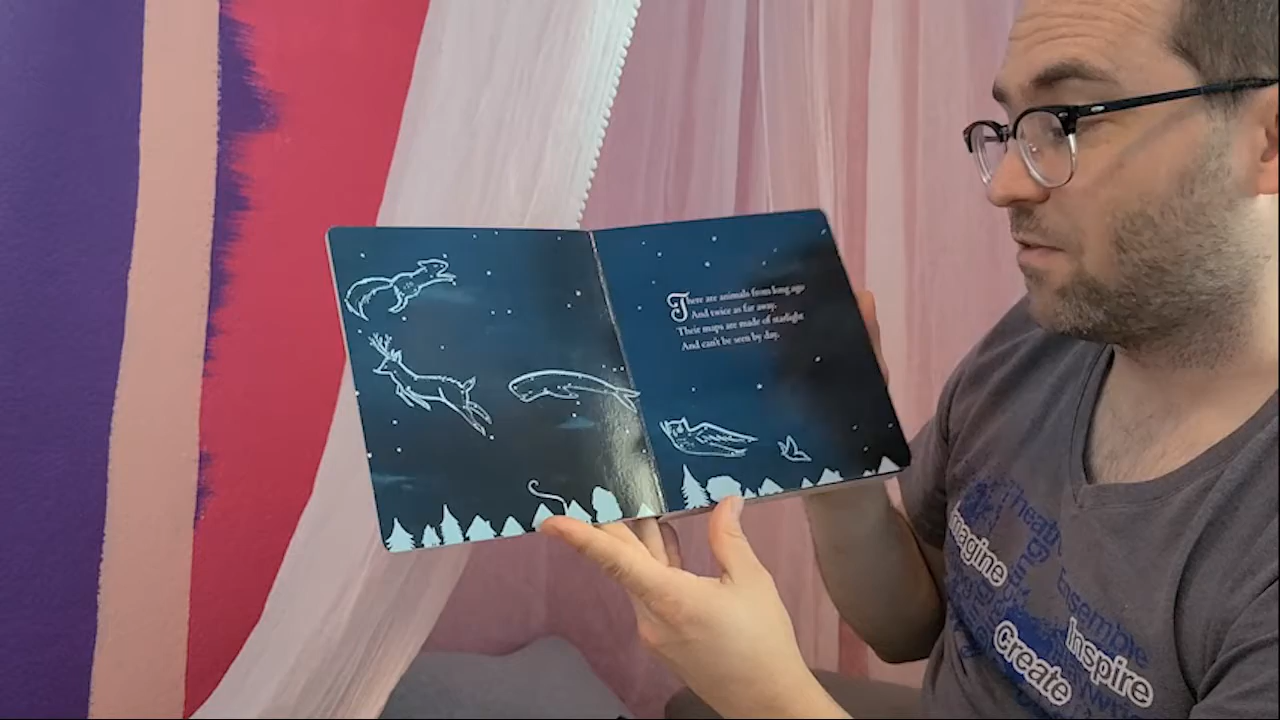 There are animals from long ago
And twice as far away.
Their maps are made of starlight
And can't be seen by day.
Imagine
Ensemble
Inspire
Create